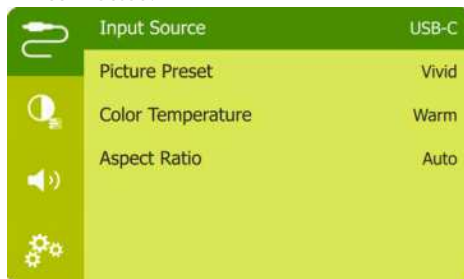 Input Source USB-C
Picture Preset Vivid
Color Temperature Warm
Aspect Ratio Auto